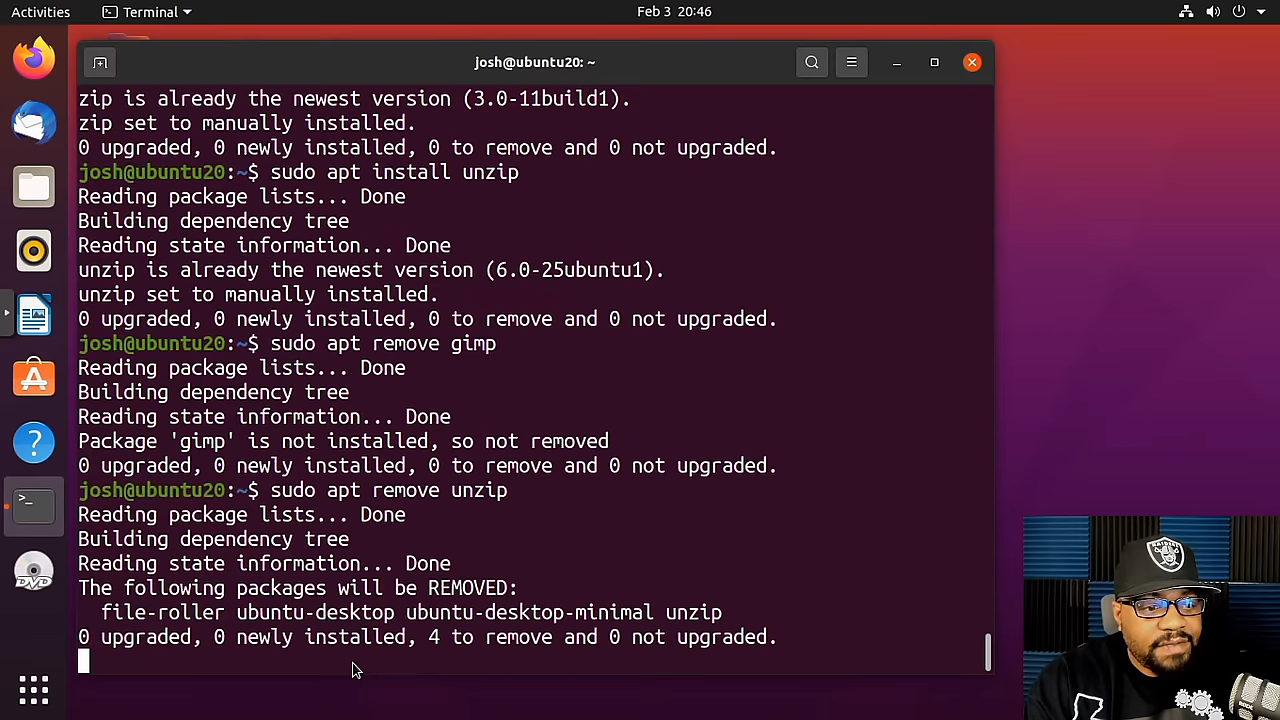 Activities
Terminal
Feb 3 20:46
josh@ubuntu20: ~
zip is already the newest version (3.0-11build1).
zip set to manually installed.
0 upgraded, 0 newly installed, 0 to remove and 0 not upgraded.
josh@ubuntu20:~$ sudo apt install unzip
Reading package lists... Done
Building dependency tree
Reading state information... Done
unzip is already the newest version (6.0-25ubuntu1).
unzip set to manually installed.
0 upgraded, 0 newly installed, 0 to remove and 0 not upgraded.
josh@ubuntu20:~$ sudo apt remove gimp
Reading package lists... Done
Building dependency tree
Reading state information... Done
Package 'gimp' is not installed, so not removed
0 upgraded, 0 newly installed, 0 to remove and 0 not upgraded.
josh@ubuntu20:~$ sudo apt remove unzip
Reading package lists... Done
Building dependency tree
Reading state information... Done
The following packages will be REMOVED:
file-roller ubuntu-desktop ubuntu-desktop-minimal unzip
0 upgraded, 0 newly installed, 4 to remove and 0 not upgraded.
>_
DVD
RAIDERS